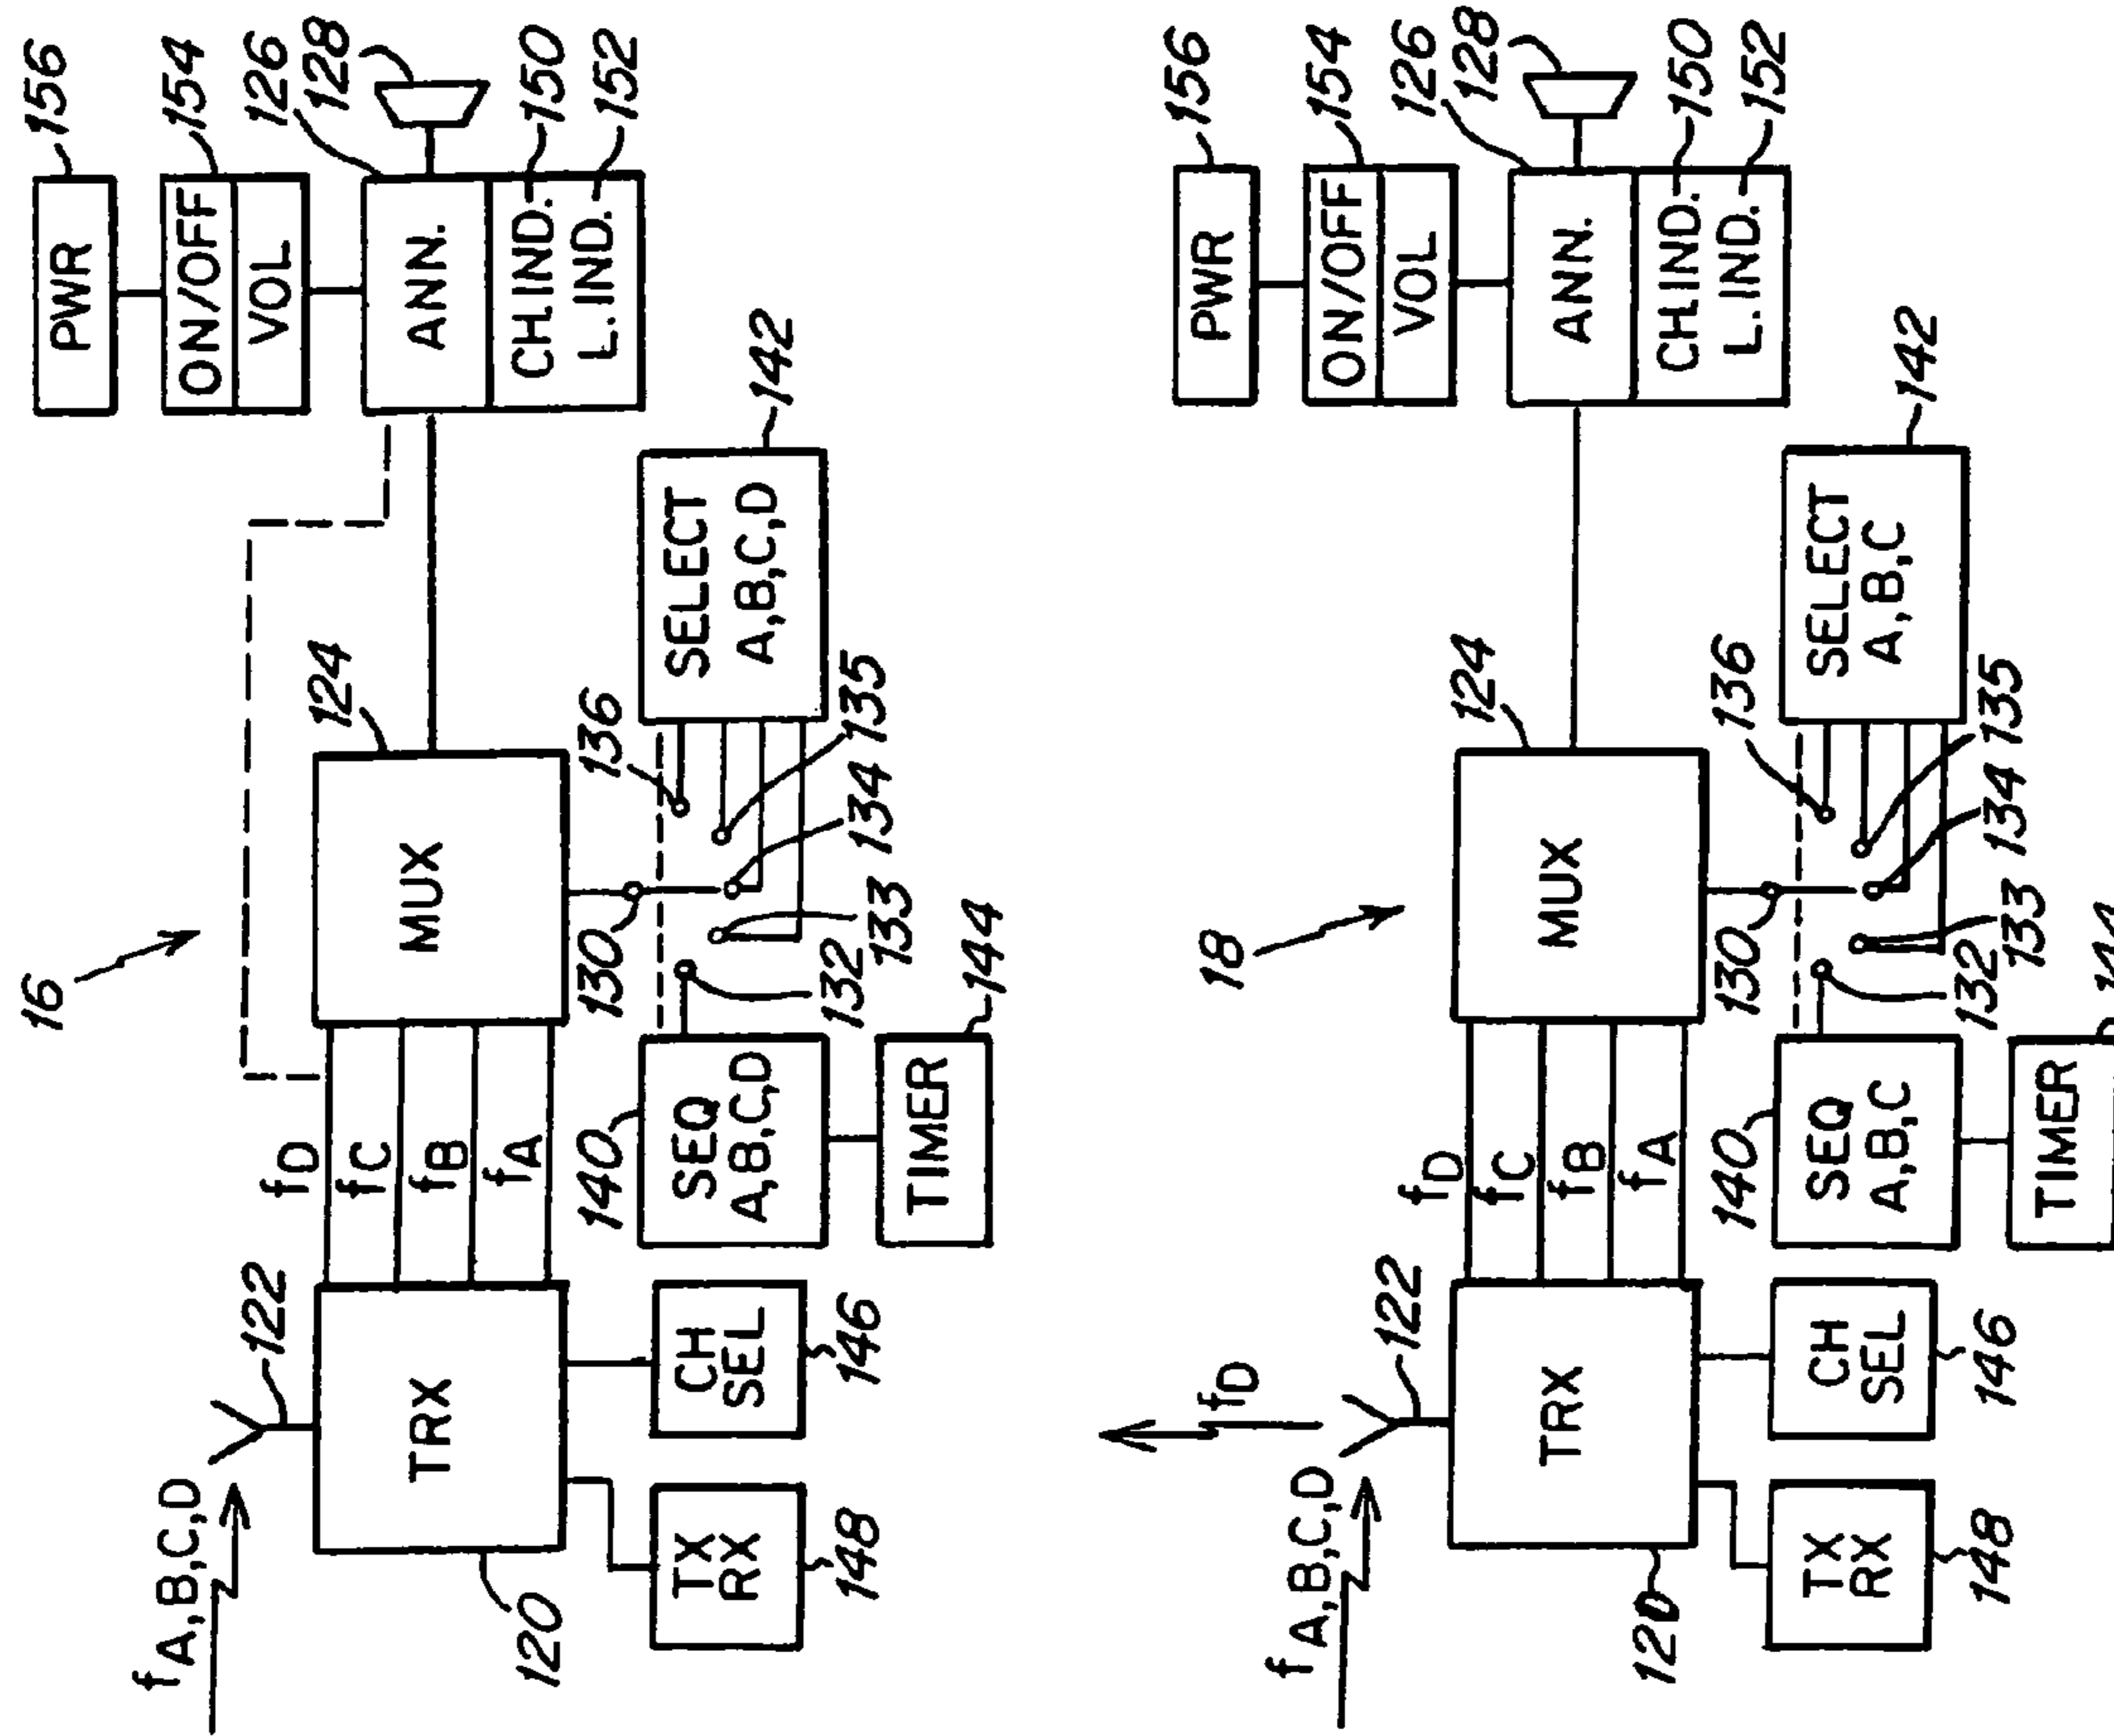 16
fA,B,C,D
122
TRX
120
TX
RX
148
CH
SEL
146
fD
fC
fB
fA
MUX
124
130
132
133
134
135
136
SEQ
A,B,C,D
140
TIMER
144
SELECT
A,B,C,D
142
PWR
156
ON/OFF
VOL
154
ANN.
126
128
CH.IND.
150
L.IND.
152
18
fA,B,C,D
fD
122
TRX
120
TX
RX
148
CH
SEL
146
fD
fC
fB
fA
MUX
124
130
132
133
134
135
136
SEQ
A,B,C
140
TIMER
SELECT
A,B,C
142
PWR
156
ON/OFF
VOL
154
ANN.
126
128
CH.IND.
150
L.IND.
152